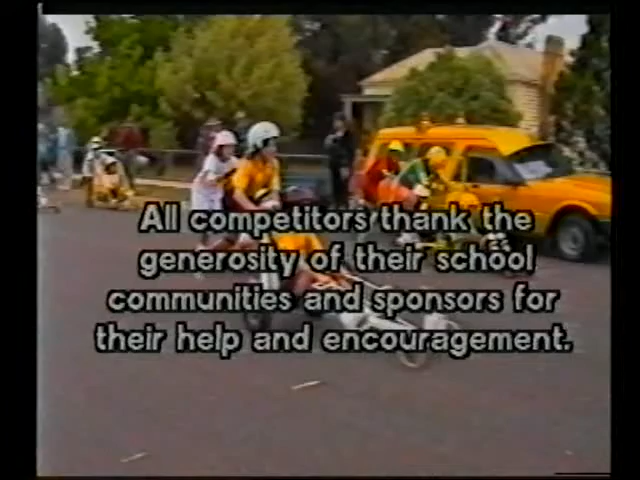 All competitors thank the
generosity of their school
communities and sponsors for
their help and encouragement.